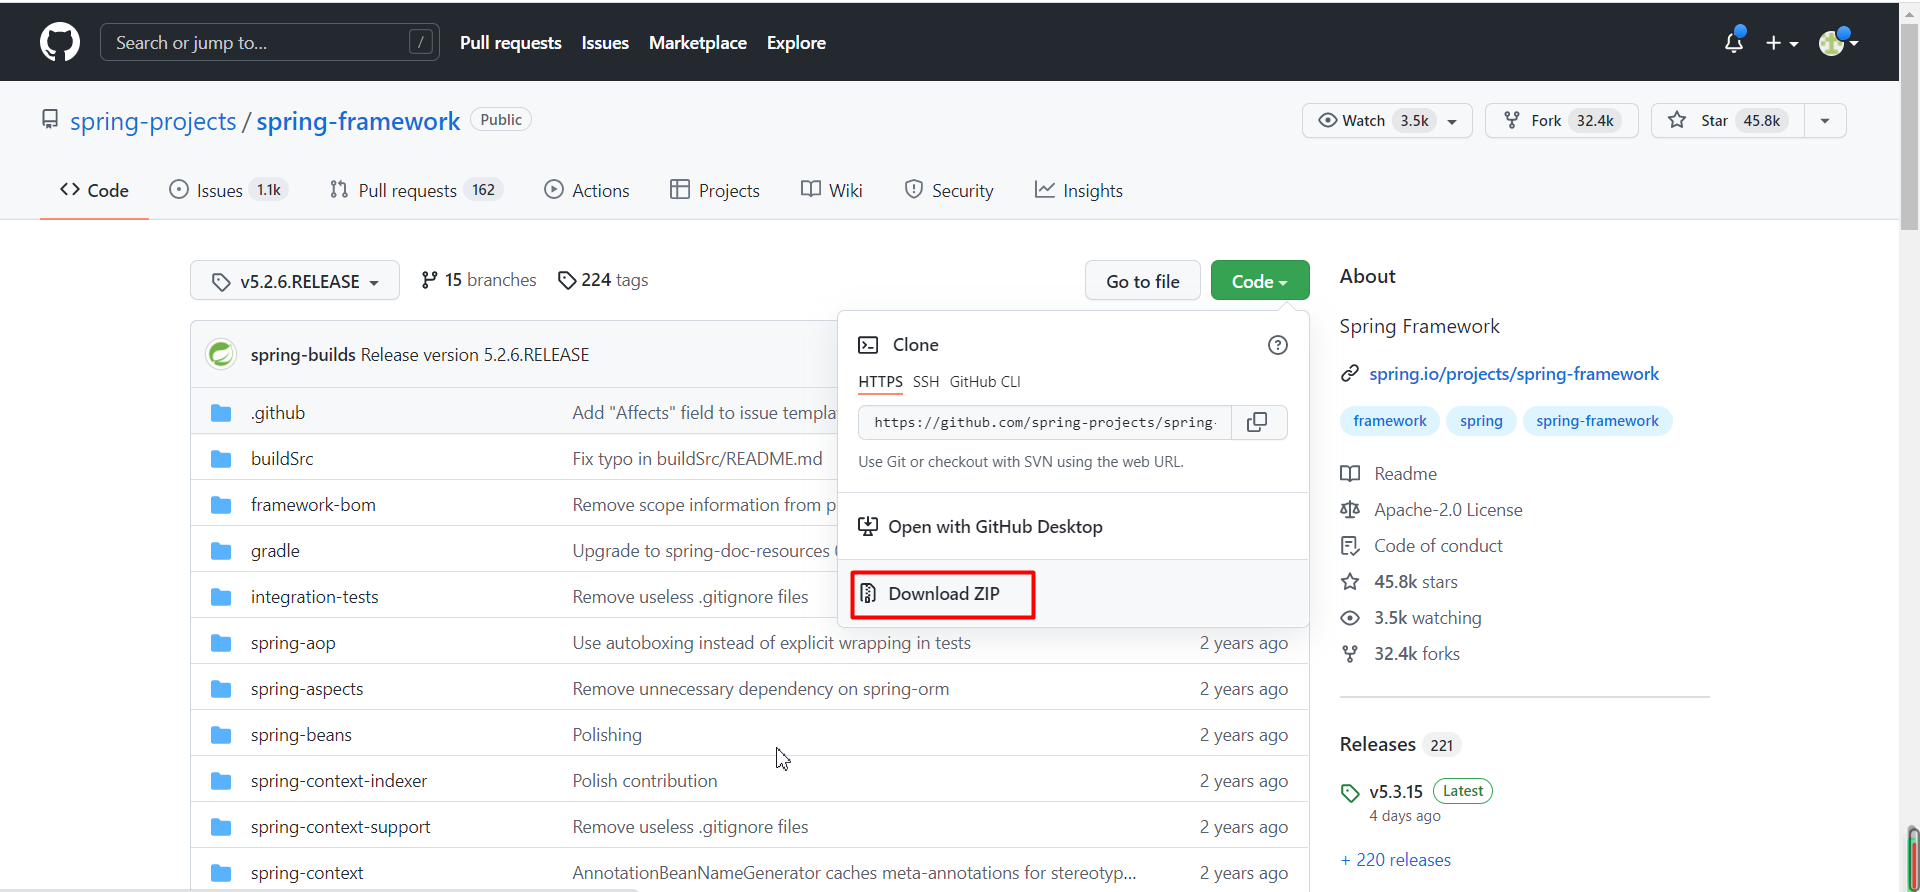 Search or jump to... /
Pull requests Issues Marketplace Explore
spring-projects / spring-framework Public
Watch 3.5k Fork 32.4k Star 45.8k
Code Issues 1.1k Pull requests 162 Actions Projects Wiki Security Insights
v5.2.6.RELEASE 15 branches 224 tags
Go to file Code
spring-builds Release version 5.2.6.RELEASE
.github Add "Affects" field to issue templa
buildSrc Fix typo in buildSrc/README.md
framework-bom Remove scope information from p
gradle Upgrade to spring-doc-resources
integration-tests Remove useless .gitignore files
spring-aop Use autoboxing instead of explicit wrapping in tests 2 years ago
spring-aspects Remove unnecessary dependency on spring-orm 2 years ago
spring-beans Polishing 2 years ago
spring-context-indexer Polish contribution 2 years ago
spring-context-support Remove useless .gitignore files 2 years ago
spring-context AnnotationBeanNameGenerator caches meta-annotations for stereotyp... 2 years ago
Clone
HTTPS SSH GitHub CLI
https://github.com/spring-projects/spring-
Use Git or checkout with SVN using the web URL.
Open with GitHub Desktop
Download ZIP
About
Spring Framework
spring.io/projects/spring-framework
framework spring spring-framework
Readme
Apache-2.0 License
Code of conduct
45.8k stars
3.5k watching
32.4k forks
Releases 221
v5.3.15 Latest
4 days ago
+ 220 releases